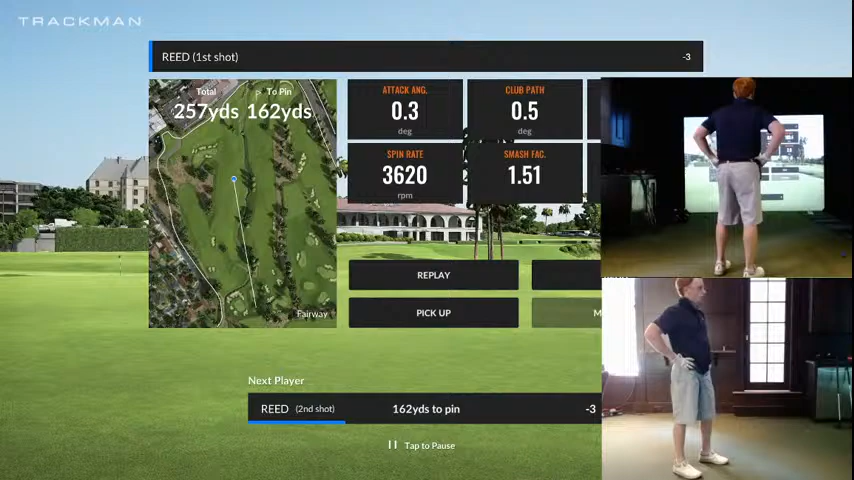 TRACKMAN
REED (1st shot) -3
Total To Pin
257yds 162yds
Fairway
ATTACK ANG.
0.3
deg
CLUB PATH
0.5
deg
SPIN RATE
3620
rpm
SMASH FAC.
1.51
REPLAY
PICK UP
M
Next Player
REED (2nd shot) 162yds to pin -3
Tap to Pause